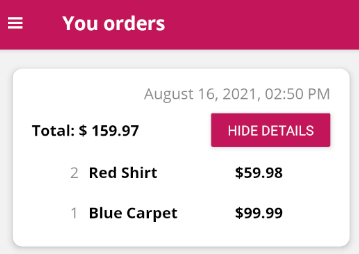 You orders
August 16, 2021, 02:50 PM
Total: $ 159.97 HIDE DETAILS
2 Red Shirt $59.98
1 Blue Carpet $99.99